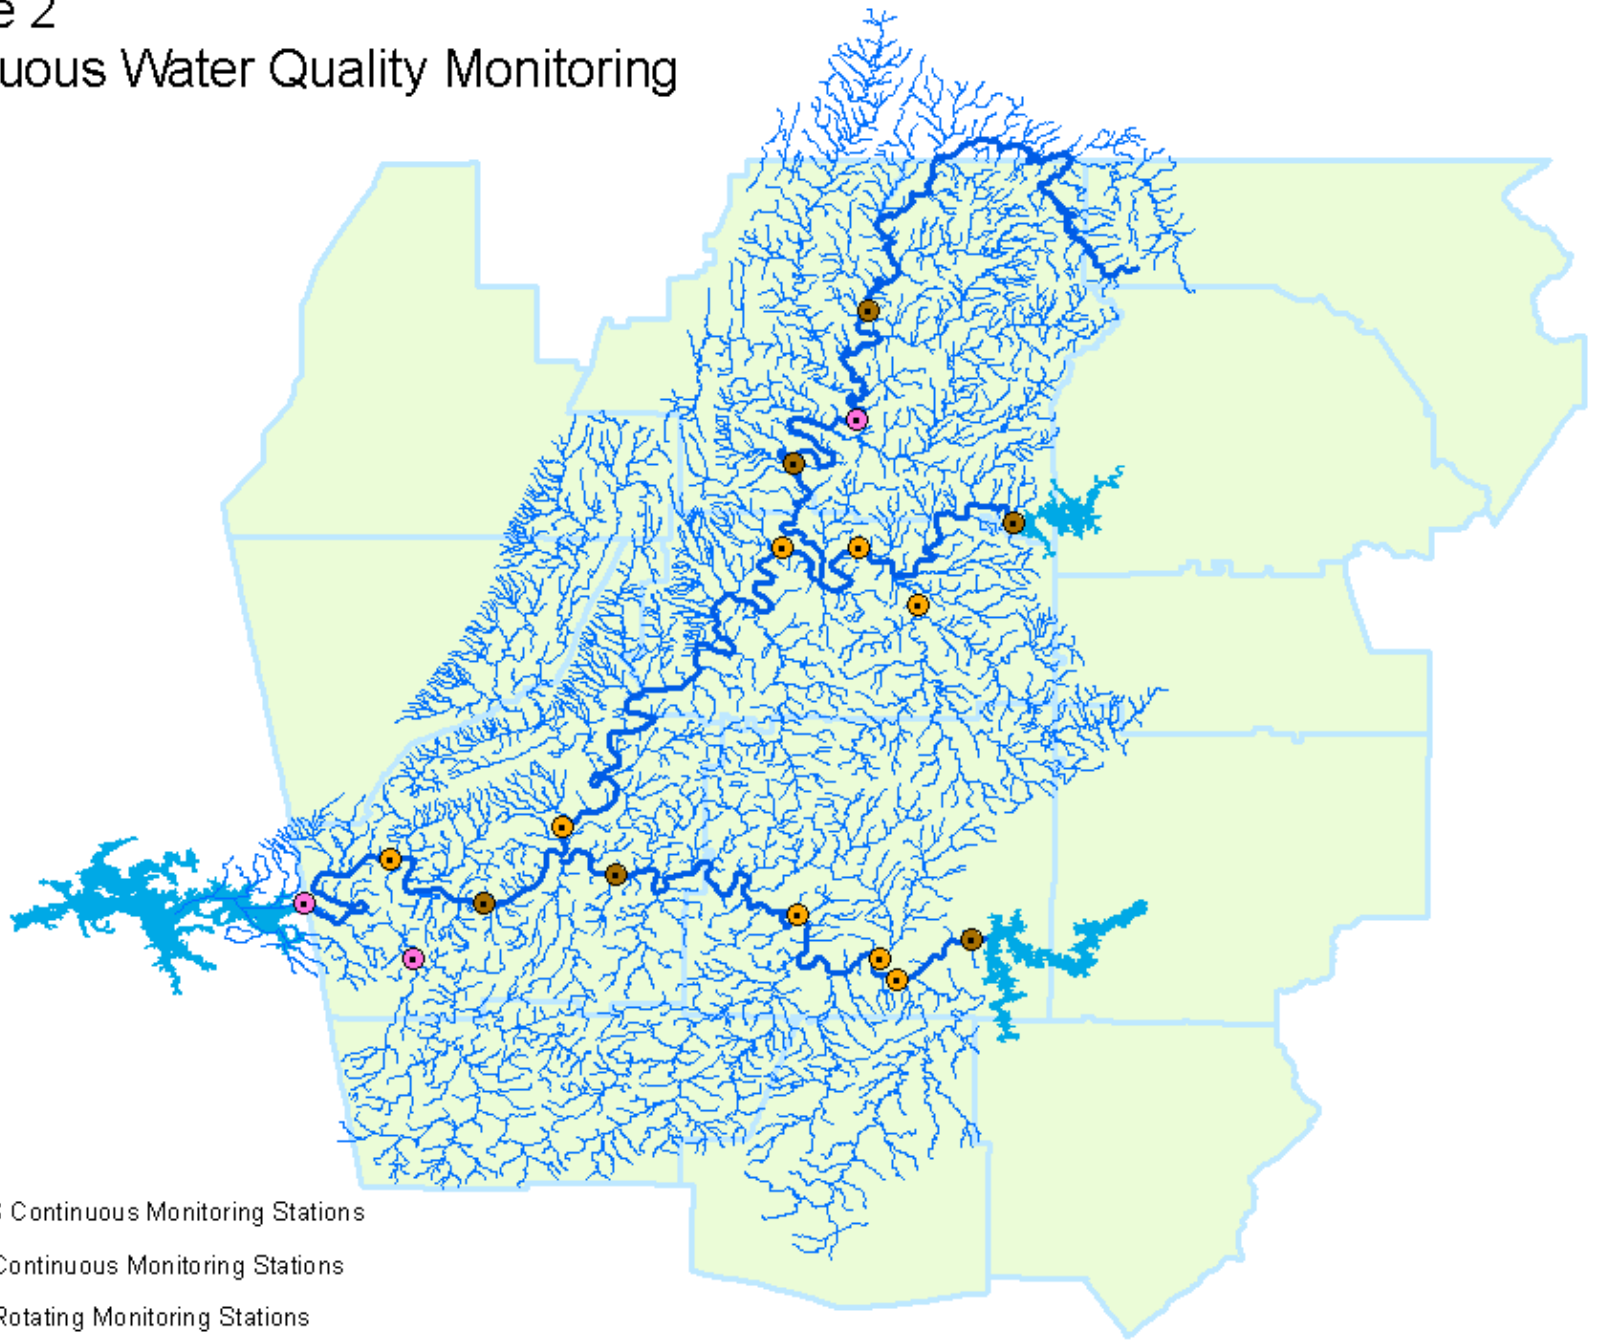 e 2
uous Water Quality Monitoring
Continuous Monitoring Stations
Continuous Monitoring Stations
Rotating Monitoring Stations